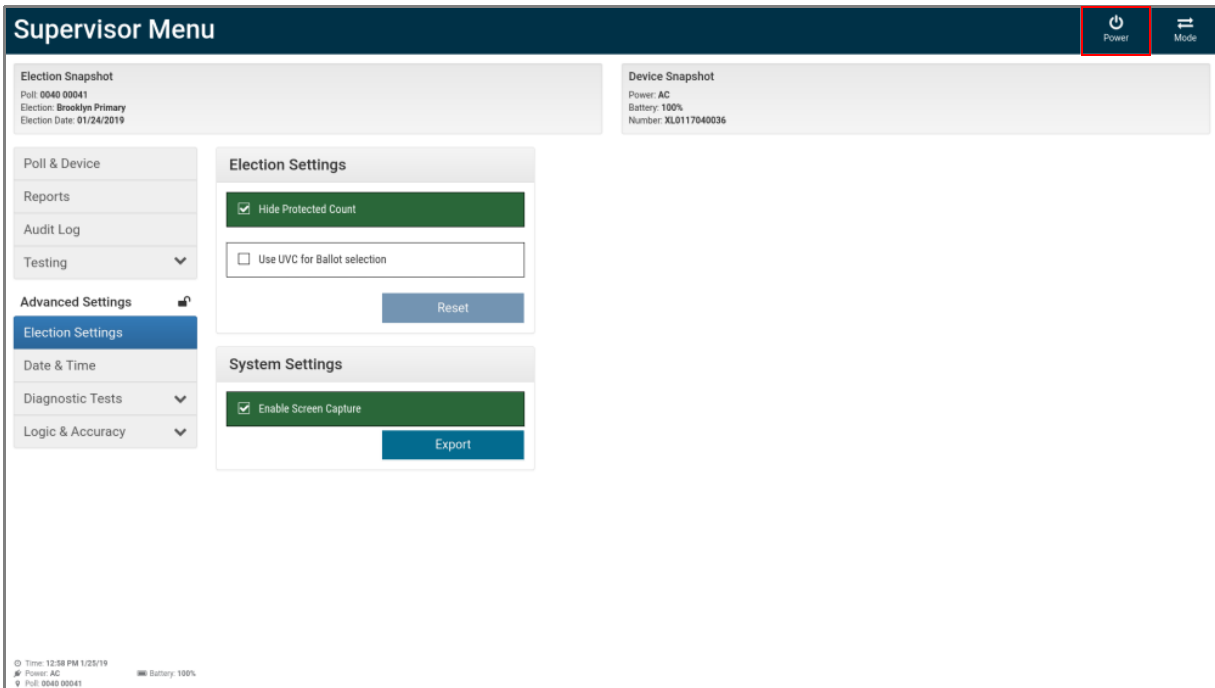 Supervisor Menu
Power
Mode
Election Snapshot
Poll: 0040 00041
Election: Brooklyn Primary
Election Date: 01/24/2019
Device Snapshot
Power: AC
Battery: 100%
Number: XL0117040036
Poll & Device
Reports
Audit Log
Testing
Advanced Settings
Election Settings
Date & Time
Diagnostic Tests
Logic & Accuracy
Election Settings
Hide Protected Count
Use UVC for Ballot selection
Reset
System Settings
Enable Screen Capture
Export
Time: 12:58 PM 1/25/19
Power: AC
Battery: 100%
Poll: 0040 00041